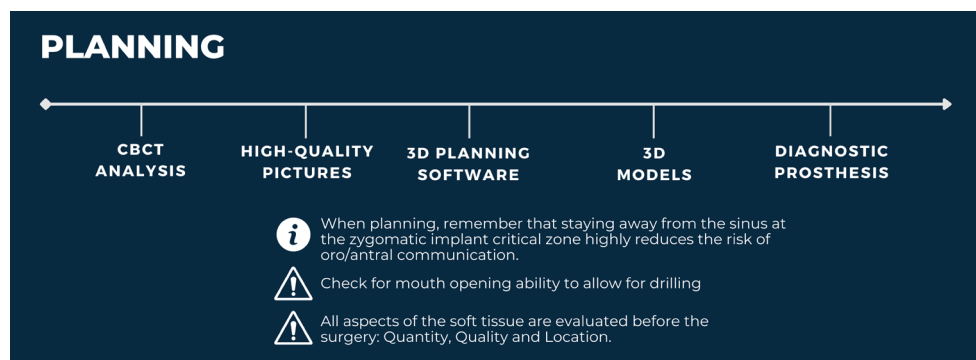 PLANNING
CBCT
ANALYSIS
HIGH-QUALITY
PICTURES
3D PLANNING
SOFTWARE
3D
MODELS
DIAGNOSTIC
PROSTHESIS
When planning, remember that staying away from the sinus at
the zygomatic implant critical zone highly reduces the risk of
oro/antral communication.
Check for mouth opening ability to allow for drilling
All aspects of the soft tissue are evaluated before the
surgery: Quantity, Quality and Location.